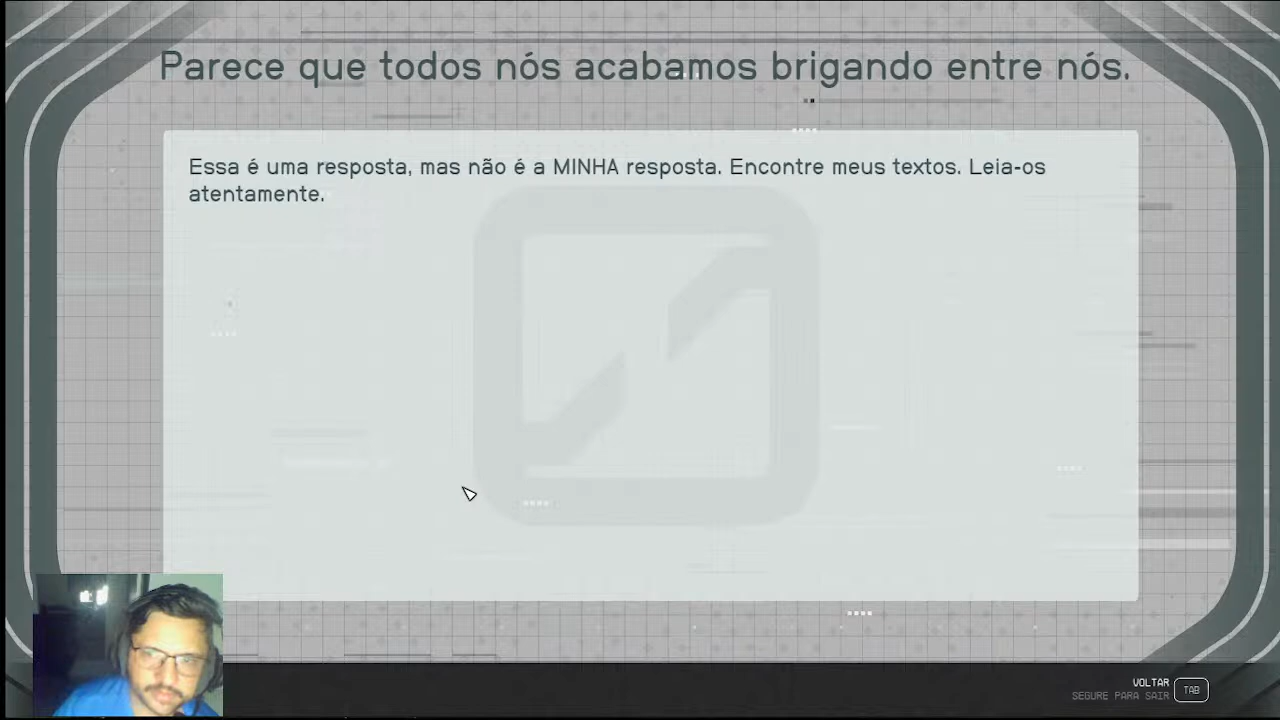 Parece que todos nós acabamos brigando entre nós.
Essa é uma resposta, mas não é a MINHA resposta. Encontre meus textos. Leia-os
atentamente.
VOLTAR
SEGURE PARA SAIR
TAB